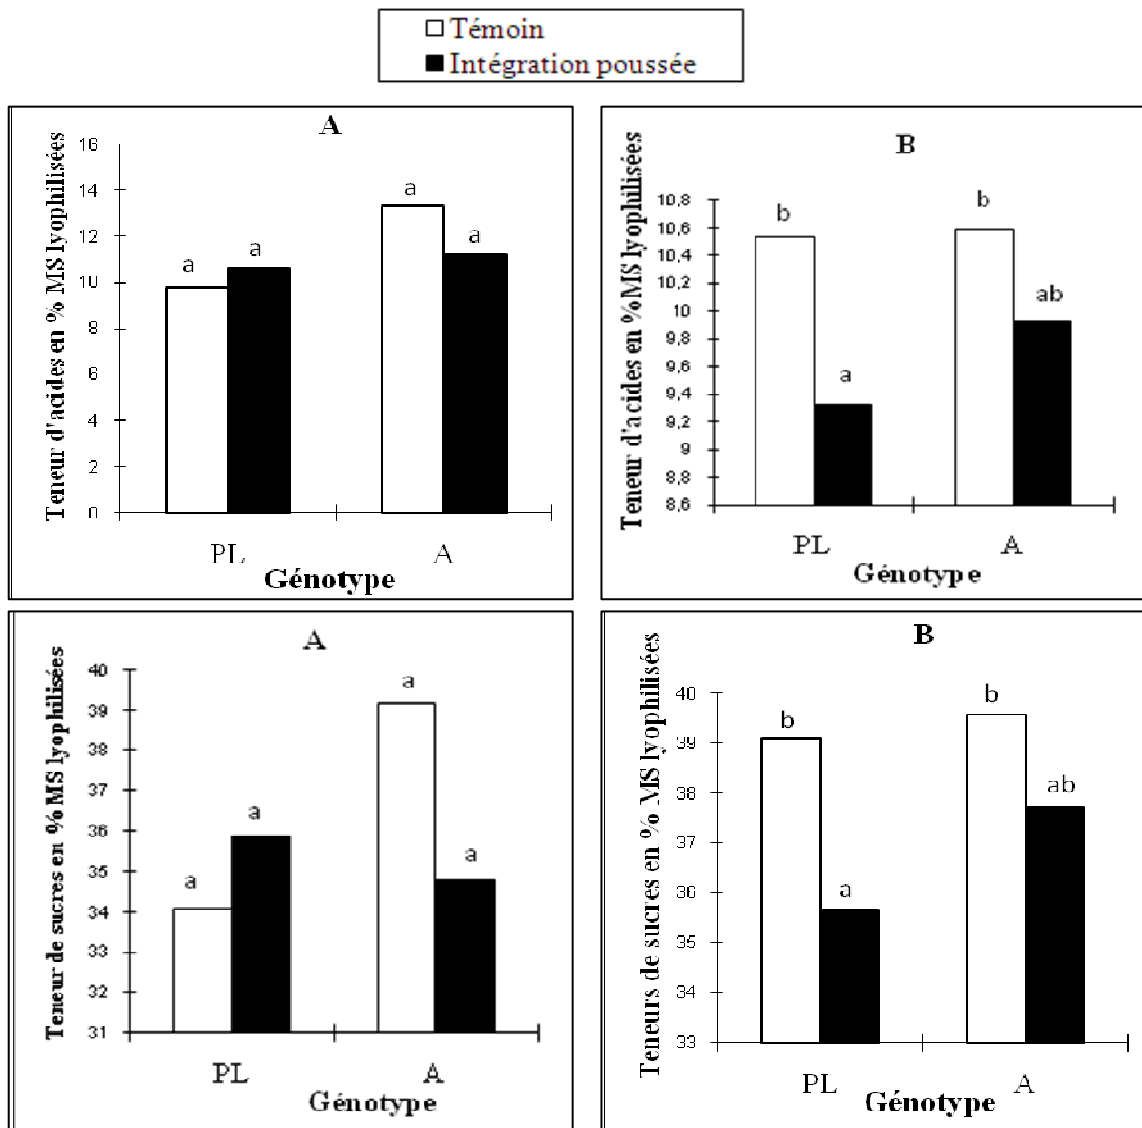 Témoin
Intégration poussée
A
Teneur d'acides en % MS lyophilisées
16
14
12
10
8
6
4
2
0
a
a
a
a
PL
A
Génotype
B
Teneur d'acides en %MS lyophilisées
10,8
10,6
10,4
10,2
10
9,8
9,6
9,4
9,2
9
8,8
8,6
b
a
b
ab
PL
A
Génotype
A
Teneur de sucres en %MS lyophilisées
40
39
38
37
36
35
34
33
32
31
a
a
a
a
PL
A
Génotype
B
Teneurs de sucres en % MS lyophilisées
40
39
38
37
36
35
34
33
b
a
b
ab
PL
A
Génotype